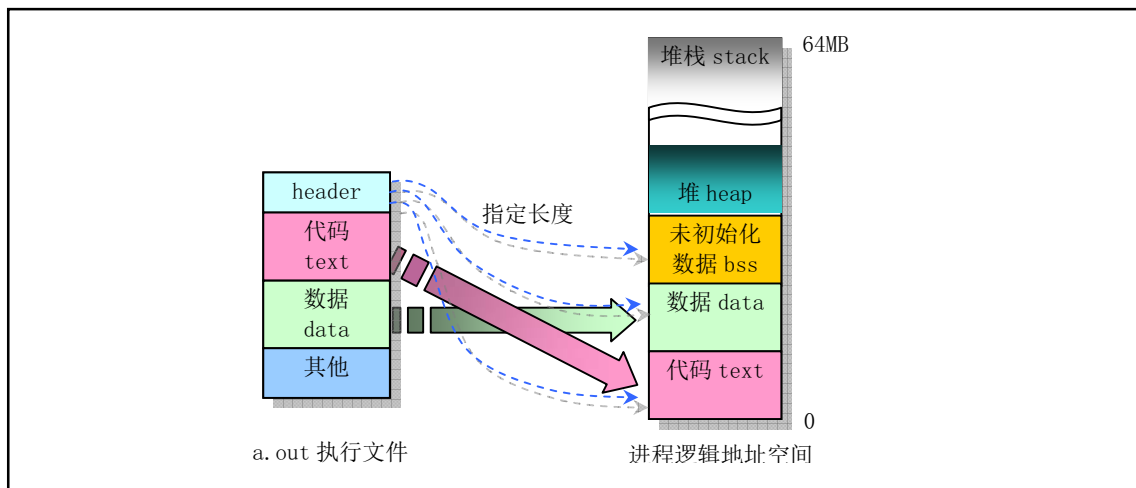 64MB
堆栈 stack
header
代码
text
数据
data
其他
指定长度
堆 heap
未初始化
数据 bss
数据 data
代码 text
0
a.out 执行文件
进程逻辑地址空间